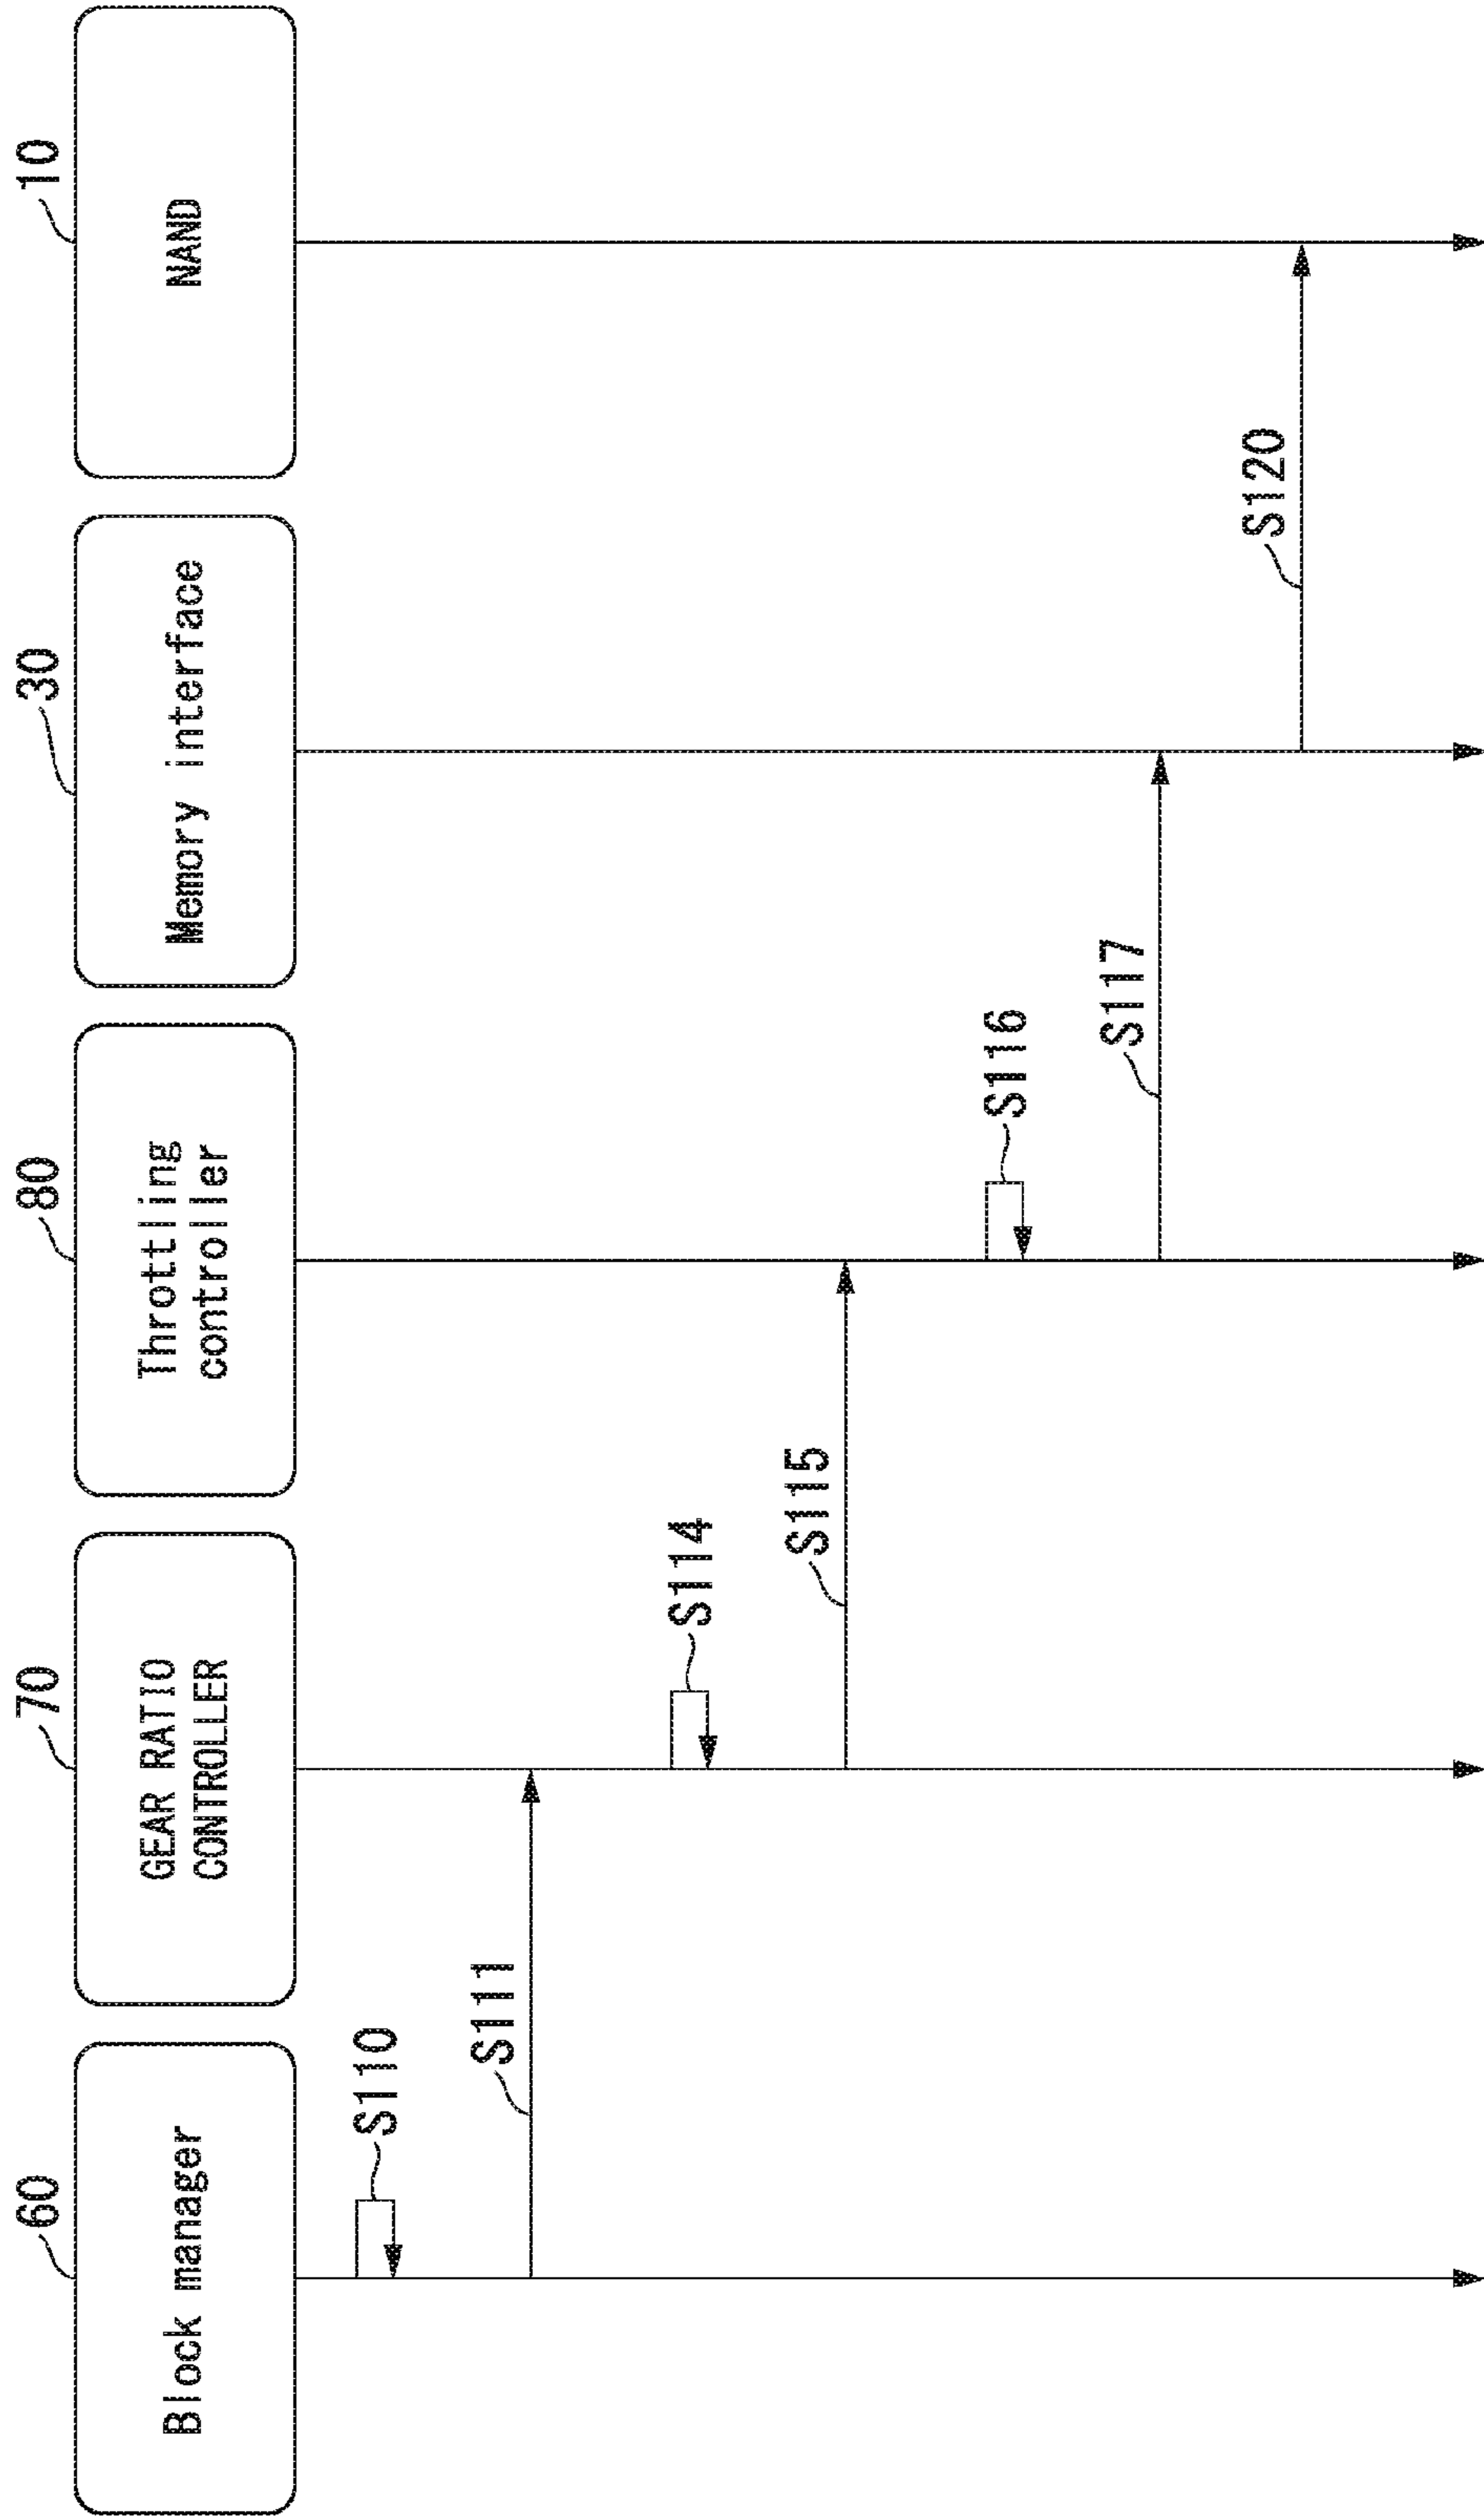 60
70
80
30
10
Block manager
GEAR RATIO
CONTROLLER
Throttling
controller
Memory interface
NAND
S110
S111
S114
S115
S116
S117
S120